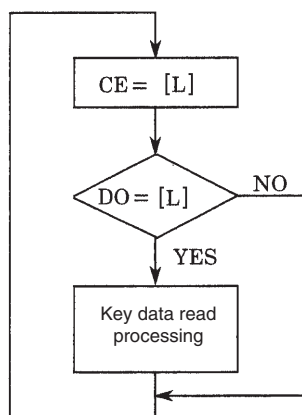 CE = [L]
DO = [L]
NO
YES
Key data read
processing